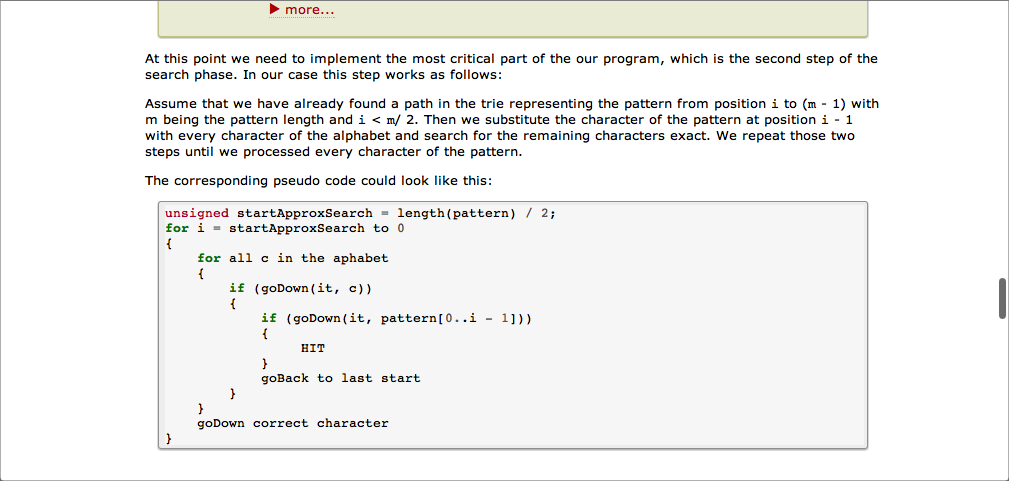 ▶ more...
At this point we need to implement the most critical part of the our program, which is the second step of the
search phase. In our case this step works as follows:
Assume that we have already found a path in the trie representing the pattern from position i to (m - 1) with
m being the pattern length and i < m/ 2. Then we substitute the character of the pattern at position i - 1
with every character of the alphabet and search for the remaining characters exact. We repeat those two
steps until we processed every character of the pattern.
The corresponding pseudo code could look like this:
unsigned startApproxSearch = length(pattern) / 2;
for i = startApproxSearch to 0
{
    for all c in the aphabet
    {
        if (goDown(it, c))
        {
            if (goDown(it, pattern[0..i - 1]))
            {
                 HIT
            }
            goBack to last start
        }
    }
    goDown correct character
}